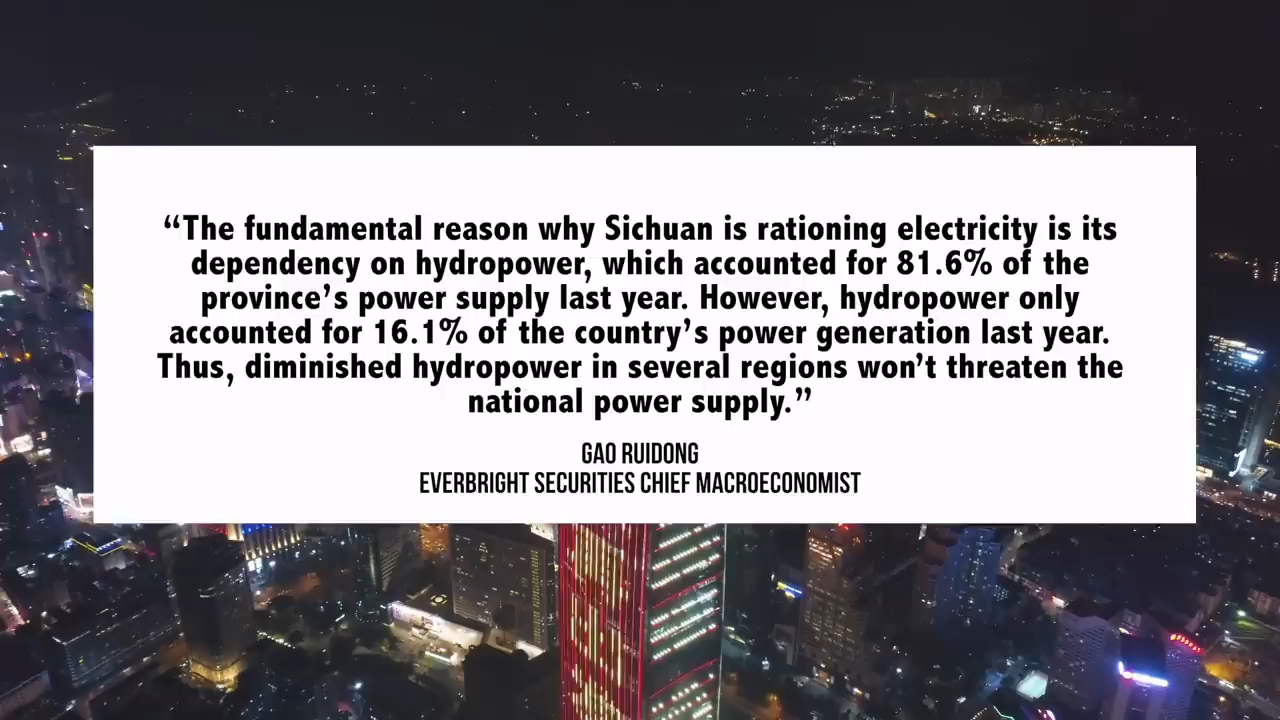 “The fundamental reason why Sichuan is rationing electricity is its
dependency on hydropower, which accounted for 81.6% of the
province’s power supply last year. However, hydropower only
accounted for 16.1% of the country’s power generation last year.
Thus, diminished hydropower in several regions won’t threaten the
national power supply.”
GAO RUIDONG
EVERBRIGHT SECURITIES CHIEF MACROECONOMIST